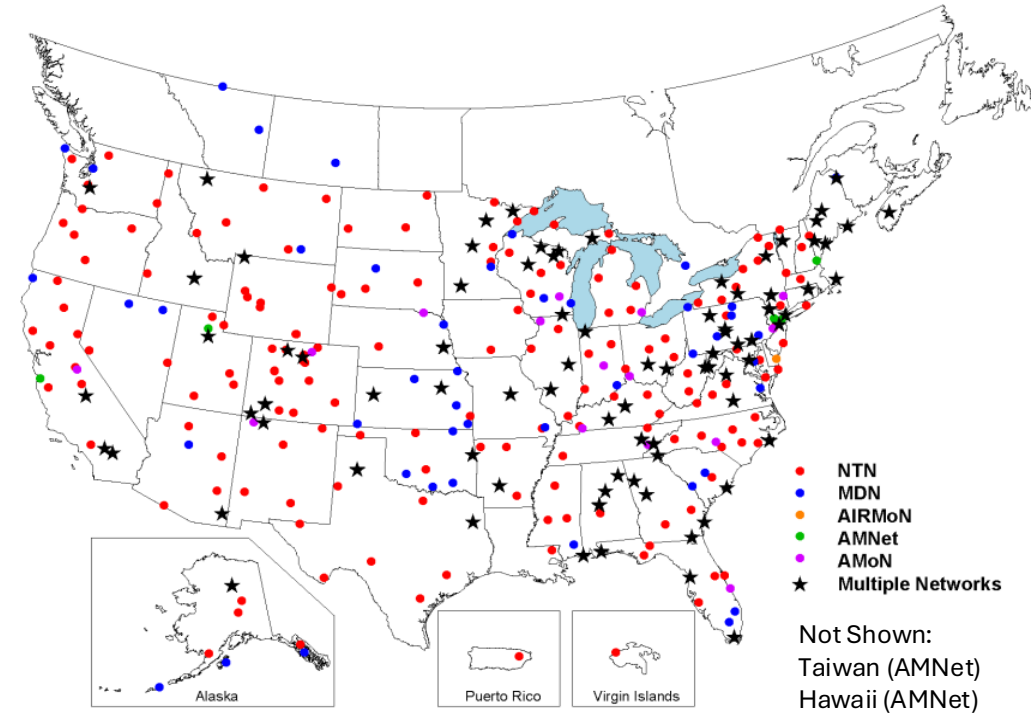 NTN
MDN
AIRMoN
AMNet
AMoN
Multiple Networks
Not Shown:
Taiwan (AMNet)
Hawaii (AMNet)
Alaska
Puerto Rico
Virgin Islands